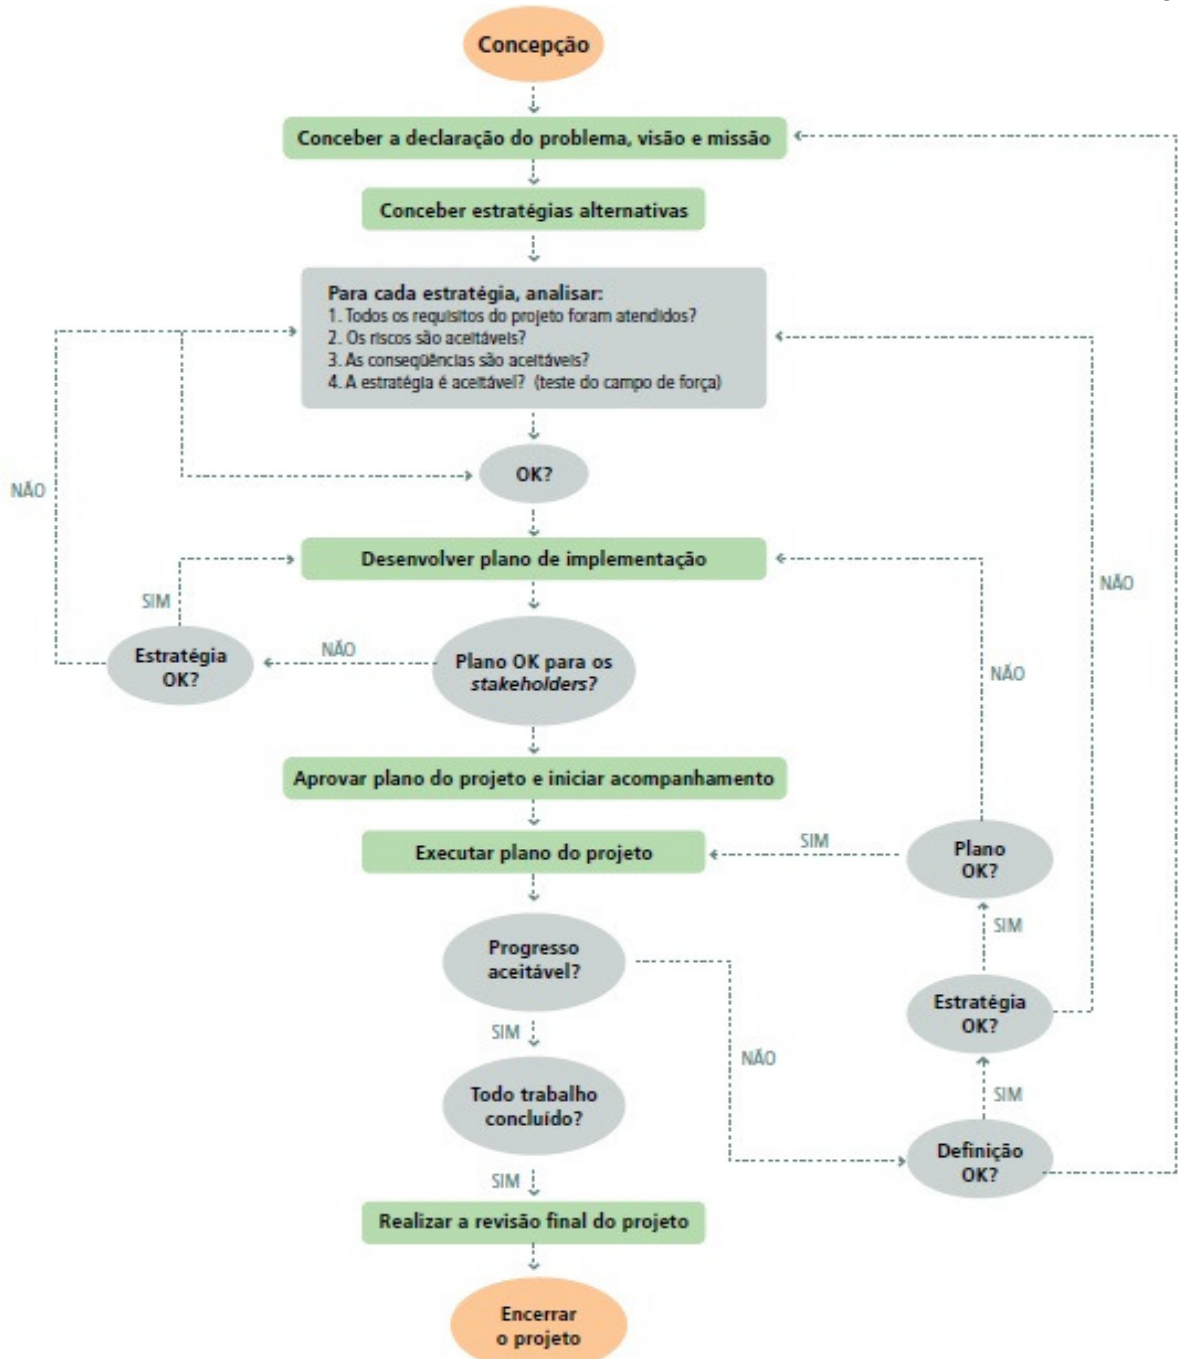 Concepção
Conceber a declaração do problema, visão e missão
Conceber estratégias alternativas
Para cada estratégia, analisar:
1. Todos os requisitos do projeto foram atendidos?
2. Os riscos são aceitáveis?
3. As conseqüências são aceitáveis?
4. A estratégia é aceitável? (teste do campo de força)
OK?
NÃO
Desenvolver plano de implementação
NÃO
SIM
Estratégia
OK?
NÃO
Plano OK para os
stakeholders?
NÃO
Aprovar plano do projeto e iniciar acompanhamento
Executar plano do projeto
SIM
Plano
OK?
SIM
Progresso
aceitável?
Estratégia
OK?
SIM
NÃO
SIM
Todo trabalho
concluído?
Definição
OK?
SIM
Realizar a revisão final do projeto
Encerrar
o projeto